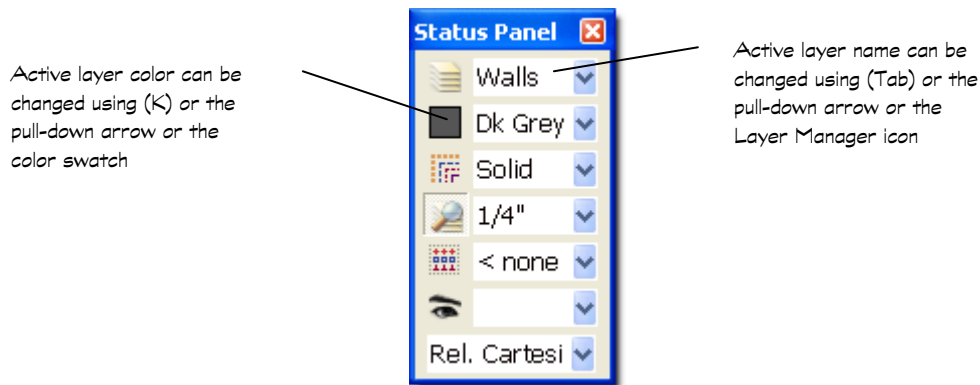 Status Panel
Active layer color can be
changed using (K) or the
pull-down arrow or the
color swatch
Walls
Dk Grey
Solid
1/4"
< none
Rel. Cartesi
Active layer name can be
changed using (Tab) or the
pull-down arrow or the
Layer Manager icon